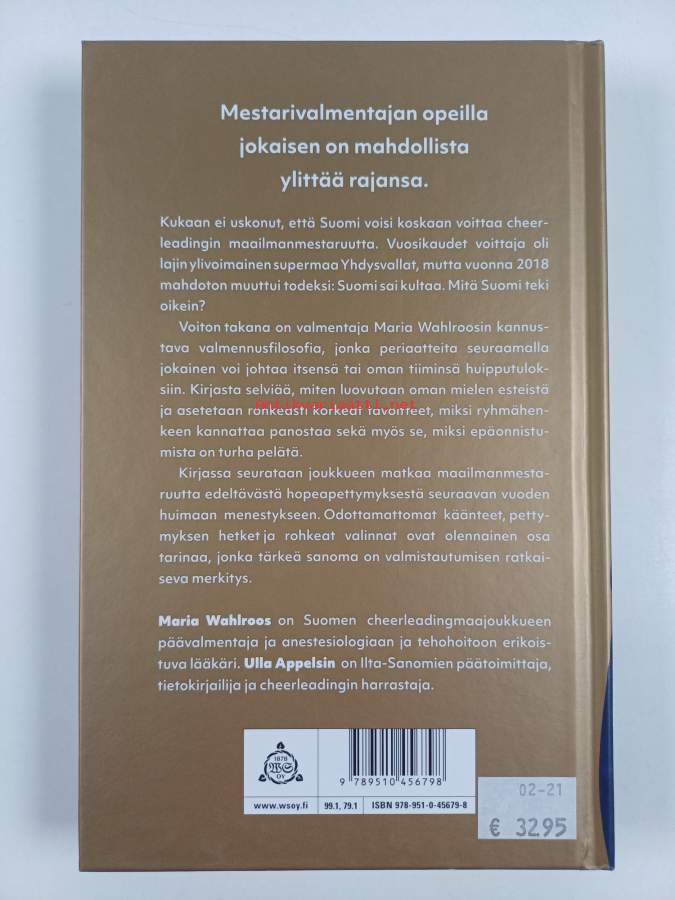 Mestarivalmentajan opeilla
jokaisen on mahdollista
ylittää rajansa.
Kukaan ei uskonut, että Suomi voisi koskaan voittaa cheer-
leadingin maailmanmestaruutta. Vuosikaudet voittaja oli
lajin ylivoimainen supermaa Yhdysvallat, mutta vuonna 2018
mahdoton muuttui todeksi: Suomi sai kultaa. Mitä Suomi teki
oikein?
Voiton takana on valmentaja Maria Wahlroosin kannus-
tava valmennusfilosofia, jonka periaatteita seuraamalla
jokainen voi johtaa itsensä tai oman tiiminsä huipputulok-
siin. Kirjasta selviää, miten luovutaan oman mielen esteistä
ja asetetaan rohkeasti korkeat tavoitteet, miksi ryhmähen-
Antikvariaatti.net
keen kannattaa panostaa sekä myös se, miksi epäonnistu-
mista on turha pelätä.
Kirjassa seurataan joukkueen matkaa maailmanmesta-
ruutta edeltävästä hopeapettymyksestä seuraavan vuoden
huimaan menestykseen. Odottamattomat käänteet, petty-
myksen hetket ja rohkeat valinnat ovat olennainen osa
tarinaa, jonka tärkeä sanoma on valmistautumisen ratkai-
seva merkitys.
Maria Wahlroos on Suomen cheerleadingmaajoukkueen
päävalmentaja ja anestesiologiaan ja tehohoitoon erikois-
tuva lääkäri. Ulla Appelsin on Ilta-Sanomien päätoimittaja,
tietokirjailija ja cheerleadingin harrastaja.
1878
WS
OY
9 789510 456798
www.wsoy.fi
99.1, 79.1
ISBN 978-951-0-45679-8
02-21
€ 32.95